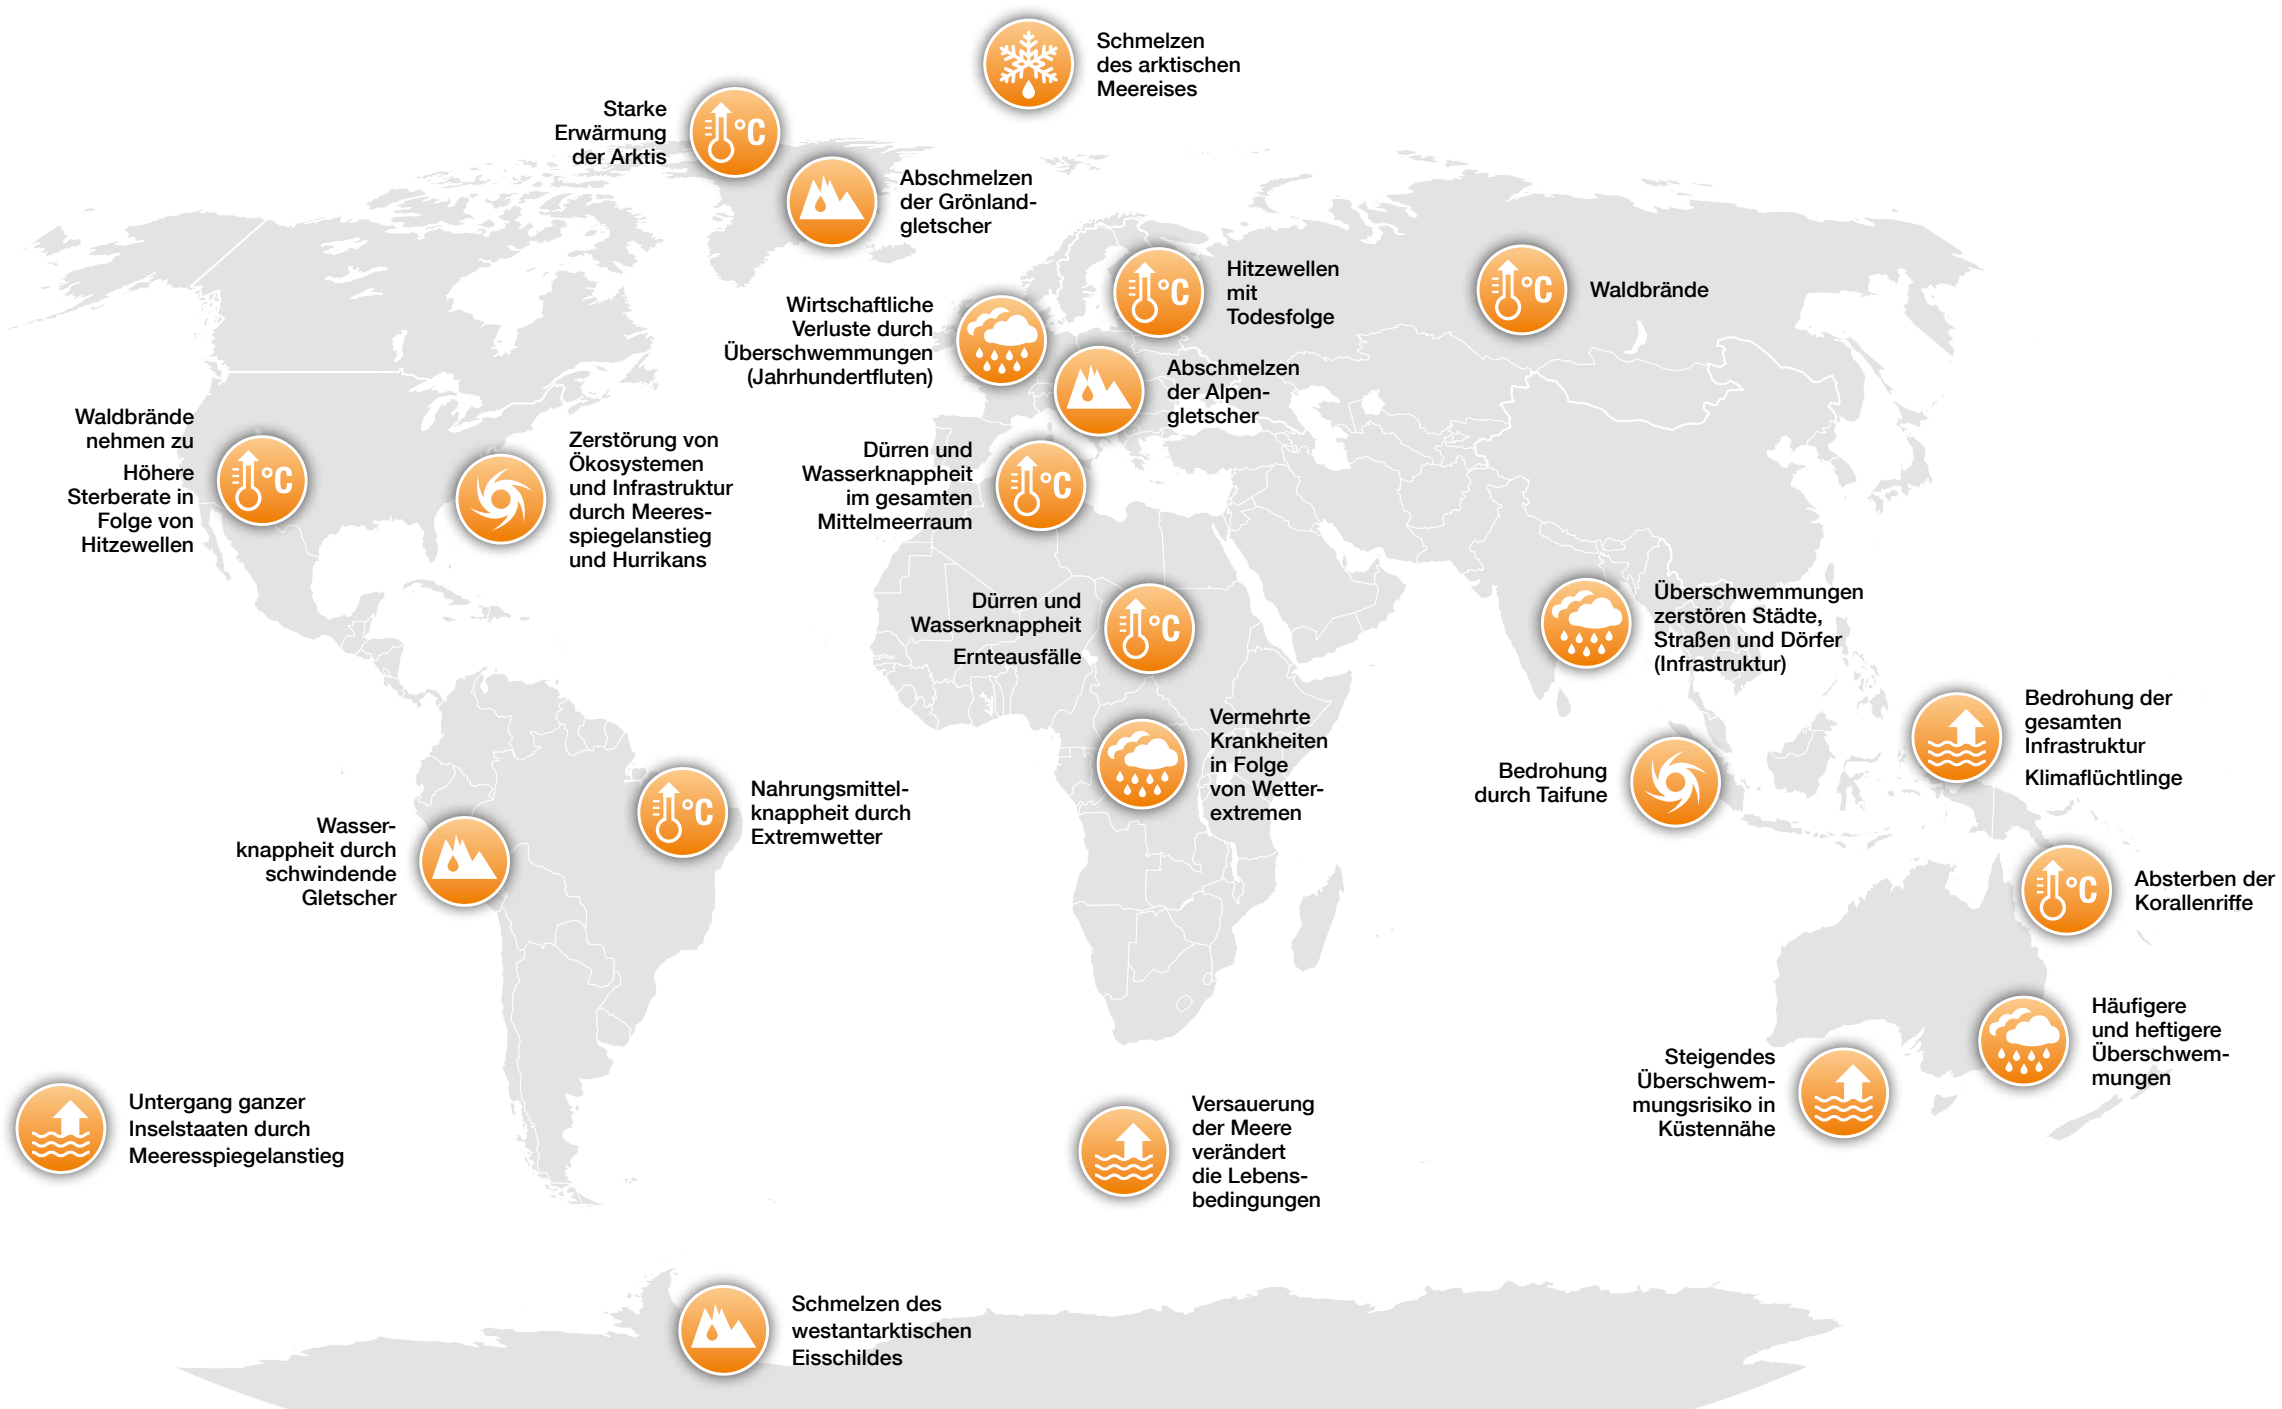 Schmelzen
des arktischen
Meereises
Starke
Erwärmung
der Arktis
°C
Abschmelzen
der Grönland-
gletscher
Wirtschaftliche
Verluste durch
Überschwemmungen
(Jahrhundertfluten)
°C
Hitzewellen
mit
Todesfolge
°C
Waldbrände
Abschmelzen
der Alpen-
gletscher
Waldbrände
nehmen zu
Höhere
Sterberate in
Folge von
Hitzewellen
°C
Zerstörung von
Ökosystemen
und Infrastruktur
durch Meeres-
spiegelanstieg
und Hurrikans
Dürren und
Wasserknappheit
im gesamten
Mittelmeerraum
°C
Dürren und
Wasserknappheit
Ernteausfälle
°C
Überschwemmungen
zerstören Städte,
Straßen und Dörfer
(Infrastruktur)
Vermehrte
Krankheiten
in Folge
von Wetter-
extremen
Bedrohung
durch Taifune
Bedrohung der
gesamten
Infrastruktur
Klimaflüchtlinge
°C
Nahrungsmittel-
knappheit durch
Extremwetter
Wasser-
knappheit durch
schwindende
Gletscher
°C
Absterben der
Korallenriffe
Häufigere
und heftigere
Überschwem-
mungen
Steigendes
Überschwem-
mungsrisiko in
Küstennähe
Untergang ganzer
Inselstaaten durch
Meeresspiegelanstieg
Versauerung
der Meere
verändert
die Lebens-
bedingungen
Schmelzen des
westantarktischen
Eisschildes